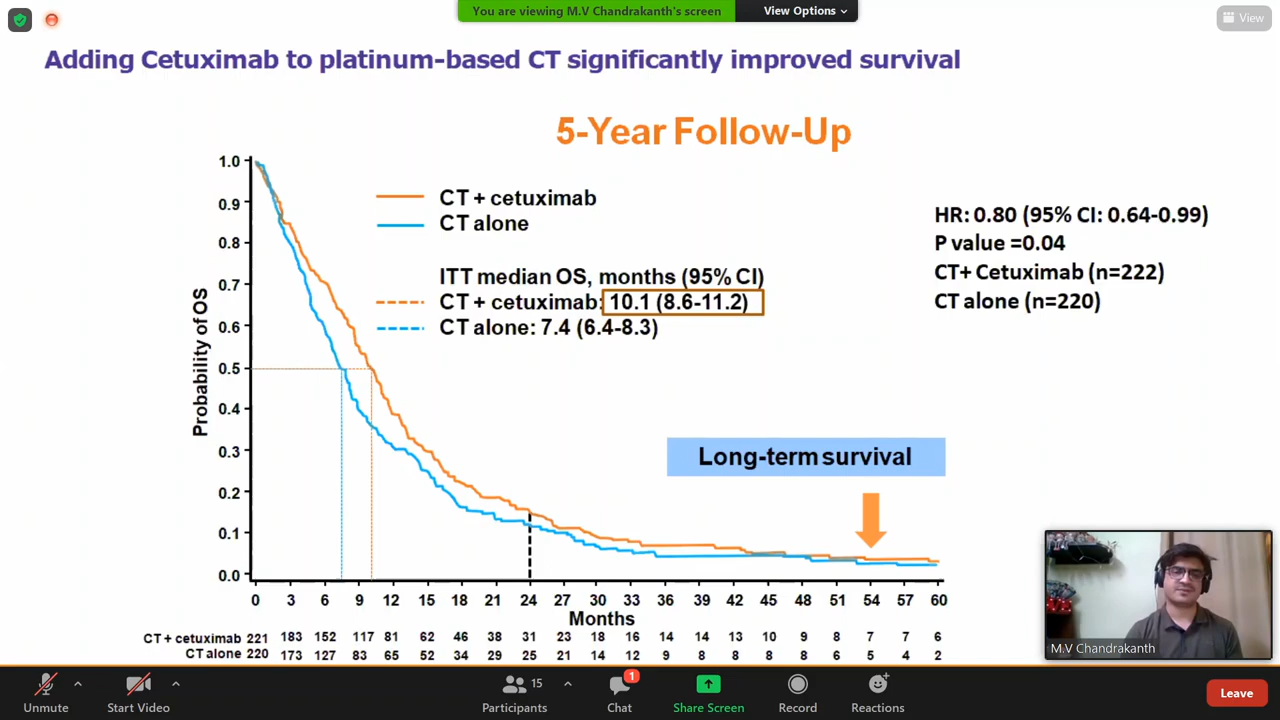 You are viewing M.V Chandrakanth's screen
View Options
View
Adding Cetuximab to platinum-based CT significantly improved survival
5-Year Follow-Up
CT + cetuximab
CT alone
ITT median OS, months (95% CI)
CT + cetuximab: 10.1 (8.6-11.2)
CT alone: 7.4 (6.4-8.3)
HR: 0.80 (95% CI: 0.64-0.99)
P value =0.04
CT+ Cetuximab (n=222)
CT alone (n=220)
Probability of OS
1.0
0.9
0.8
0.7
0.6
0.5
0.4
0.3
0.2
0.1
0.0
Long-term survival
0 3 6 9 12 15 18 21 24 27 30 33 36 39 42 45 48 51 54 57 60
Months
CT + cetuximab 221 183 152 117 81 62 46 38 31 23 18 16 14 14 13 10 9 8 7 7 6
CT alone 220 173 127 83 65 52 34 29 25 21 14 12 9 8 8 8 8 6 5 4 2
M.V Chandrakanth
Unmute
Start Video
15
Participants
1
Chat
Share Screen
Record
Reactions
Leave